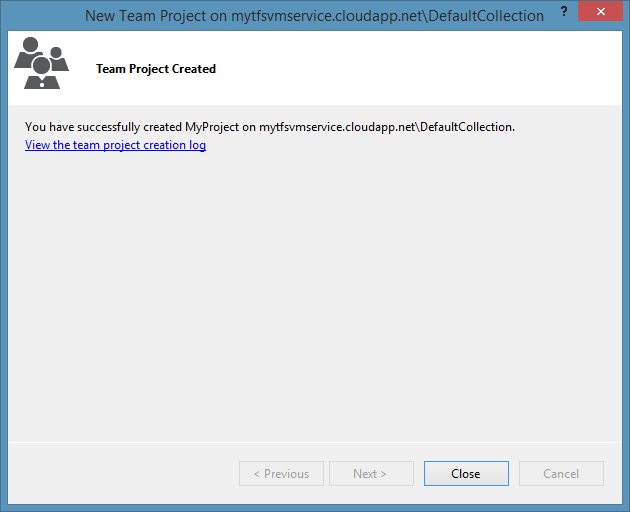 New Team Project on mytfsvmservice.cloudapp.net\DefaultCollection ? ×
Team Project Created
You have successfully created MyProject on mytfsvmservice.cloudapp.net\DefaultCollection.
View the team project creation log
< Previous Next > Close Cancel